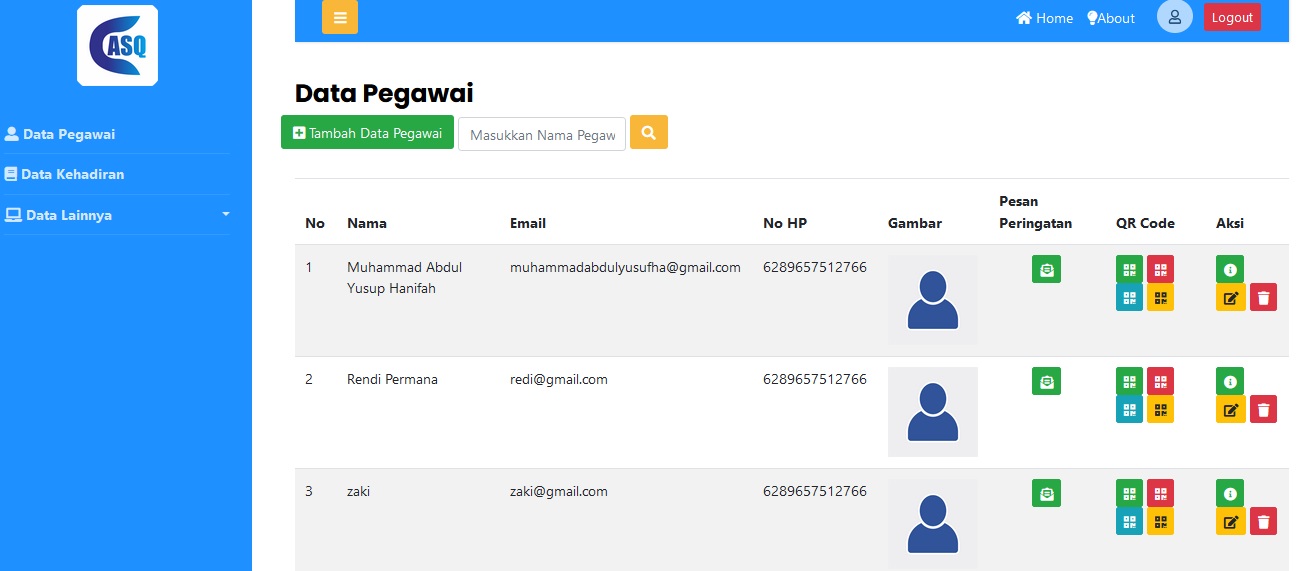 ASQ
Home About Logout
Data Pegawai
Data Kehadiran
Data Lainnya
Data Pegawai
Tambah Data Pegawai Masukkan Nama Pegaw
No Nama Email No HP Gambar Pesan Peringatan QR Code Aksi
1 Muhammad Abdul Yusup Hanifah muhammadabdulyusufha@gmail.com 6289657512766
2 Rendi Permana redi@gmail.com 6289657512766
3 zaki zaki@gmail.com 6289657512766